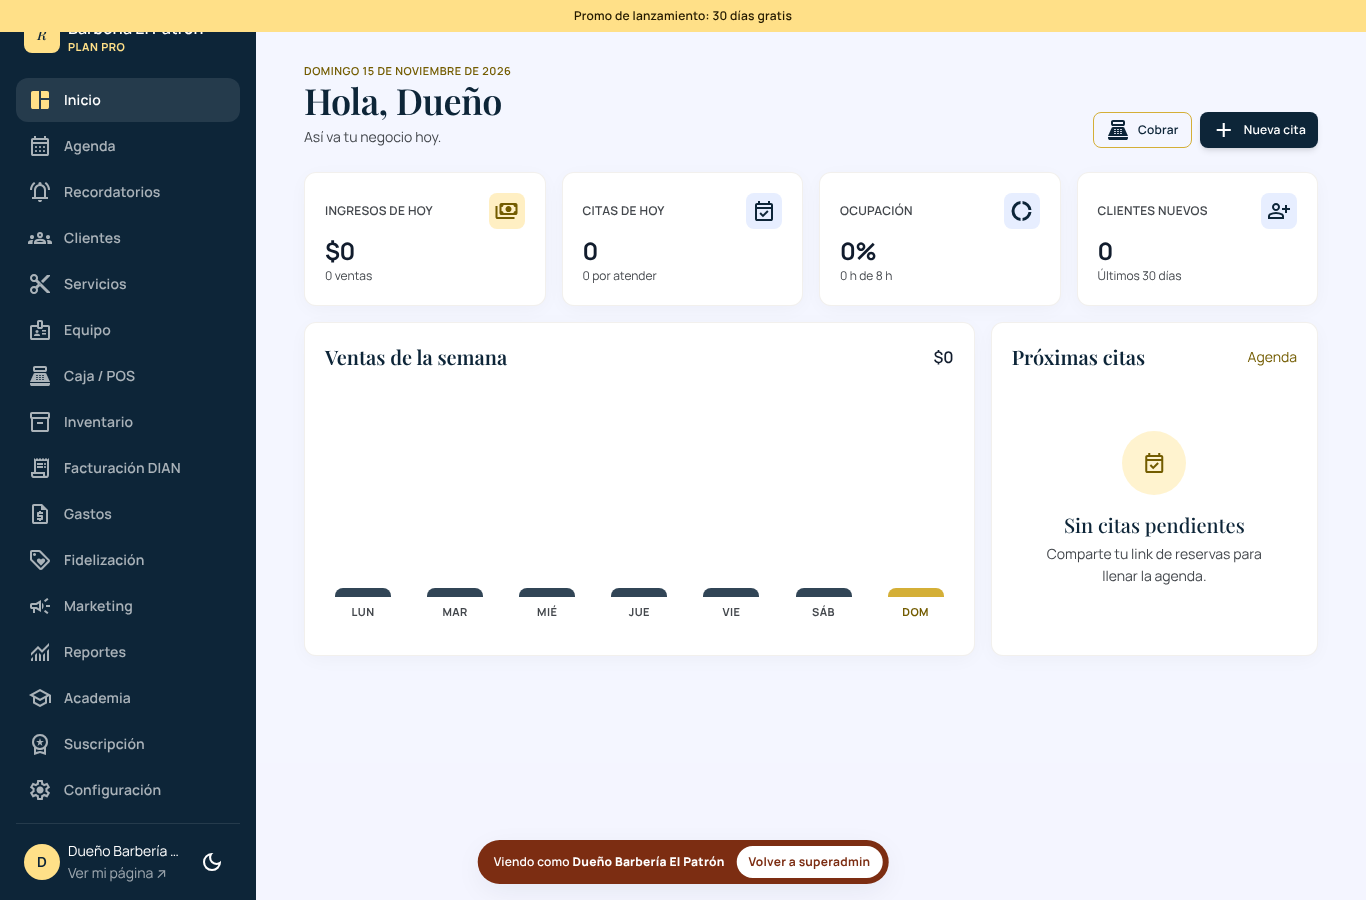 Promo de lanzamiento: 30 días gratis
R
Barbería El Patrón
PLAN PRO
Inicio
Agenda
Recordatorios
Clientes
Servicios
Equipo
Caja / POS
Inventario
Facturación DIAN
Gastos
Fidelización
Marketing
Reportes
Academia
Suscripción
Configuración
D
Dueño Barbería ...
Ver mi página ↗
DOMINGO 15 DE NOVIEMBRE DE 2026
Hola, Dueño
Así va tu negocio hoy.
Cobrar
Nueva cita
INGRESOS DE HOY
$0
0 ventas
CITAS DE HOY
0
0 por atender
OCUPACIÓN
0%
0 h de 8 h
CLIENTES NUEVOS
0
Últimos 30 días
Ventas de la semana
$0
LUN
MAR
MIÉ
JUE
VIE
SÁB
DOM
Próximas citas
Agenda
Sin citas pendientes
Comparte tu link de reservas para
llenar la agenda.
Viendo como Dueño Barbería El Patrón
Volver a superadmin